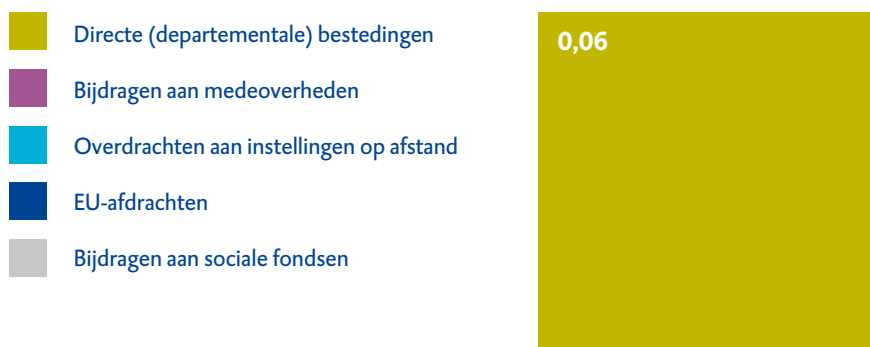 Directe (departementale) bestedingen
Bijdragen aan medeoverheden
Overdrachten aan instellingen op afstand
EU-afdrachten
Bijdragen aan sociale fondsen
0,06